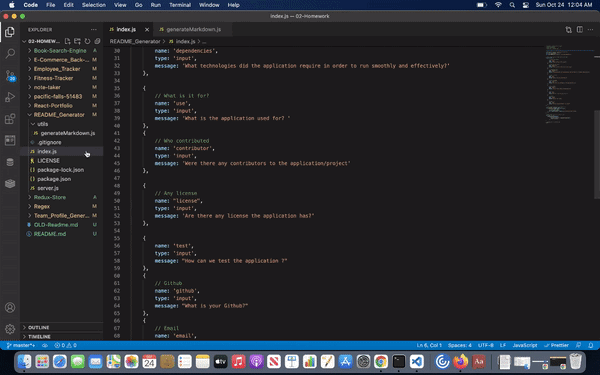 Code File Edit Selection View Go Run Terminal Window Help Sun Oct 24 12:04 AM
index.js — 02-Homework
EXPLORER
02-HOMEW...
Book-Search-Engine M
E-Commerce_Back-...
Employee_Tracker M
Fitness-Tracker M
note-taker M
pacific-falls-51483 M
React-Portfolio M
README_Generator M
utils
generateMarkdown.js
.gitignore
index.js
LICENSE
package-lock.json
package.json
server.js
Redux-Store
Regex M
Team_Profile_Gener... M
OLD-Readme.md U
README.md U
OUTLINE
TIMELINE
index.js generateMarkdown.js
README_Generator > index.js > ...
30 name: 'dependencies',
31 type: 'input',
32 message: 'What technologies did the application require in order to run smoothly and effectively?'
33 },
34
35 {
36 // What is it for?
37 name: 'use',
38 type: 'input',
39 message: 'What is the application used for? '
40 },
41 {
42 // Who contributed
43 name: 'contributor',
44 type: 'input',
45 message: 'Were there any contributors to the application/project'
46 },
47
48 {
49 // Any license
50 name: "license",
51 type: 'input',
52 message: 'Are there any license the application has?'
53 },
54
55 {
56 name: 'test',
57 type: 'input',
58 message: "How can we test the application ?"
59 },
60 {
61 // Github
62 name: 'github',
63 type: 'input',
64 message: "What is your GitHub?"
65 },
66 {
67 // Email
68 name: 'email',
master*+ 0 0 Ln 6, Col 1 Spaces: 4 UTF-8 LF JavaScript Prettier